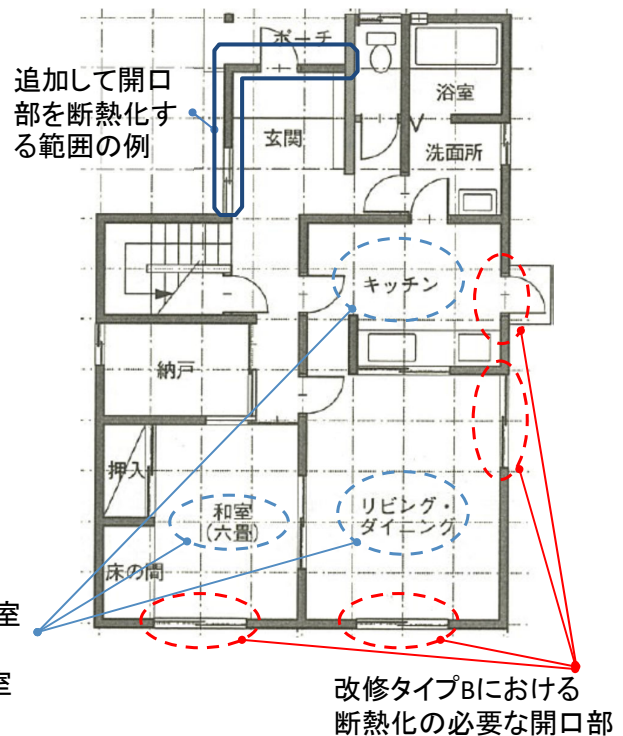 ポーチ
追加して開口
部を断熱化す
る範囲の例
浴室
玄関
洗面所
キッチン
納戸
押入
和室
(六畳)
リビング・
ダイニング
床の間
室
室
改修タイプBにおける
断熱化の必要な開口部